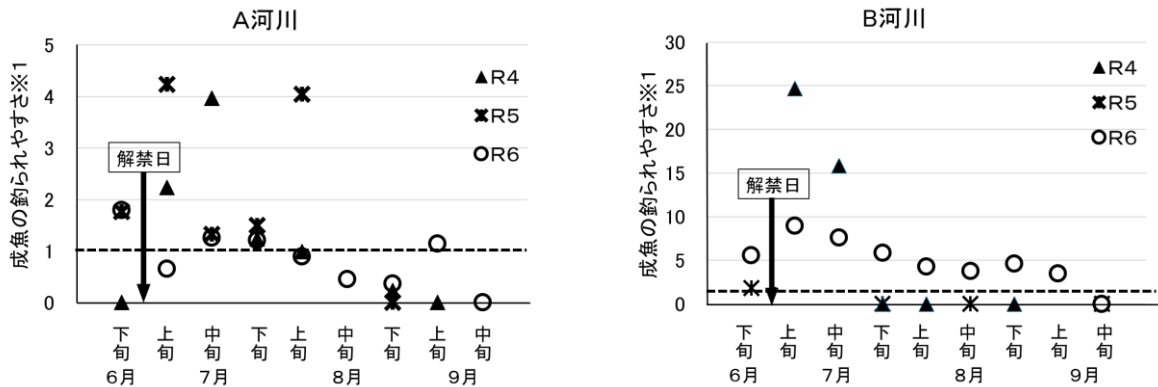 A河川
成魚の釣られやすさ※1
5
4
3
2
1
0
解禁日
▲R4
R5
○R6
下旬
上旬
中旬
下旬
上旬
中旬
下旬
上旬
中旬
6月
7月
8月
9月
B河川
成魚の釣られやすさ※1
30
25
20
15
10
5
0
解禁日
▲R4
R5
○R6
下旬
上旬
中旬
下旬
上旬
中旬
下旬
上旬
中旬
6月
7月
8月
9月